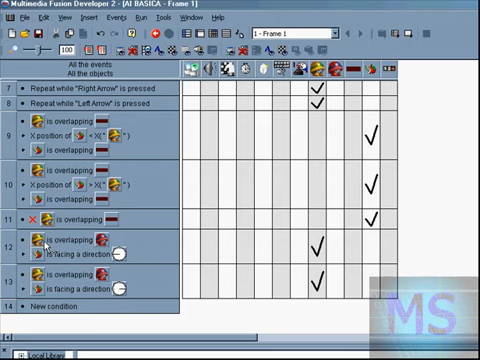 Multimedia Fusion Developer 2 - [AI BASICA - Frame 1]
File Edit View Insert Events Run Tools Window Help
1 - Frame 1
100
All the events
All the objects
7 Repeat while "Right Arrow" is pressed
8 Repeat while "Left Arrow" is pressed
9 is overlapping
X position of < X(" ")
is overlapping
10 is overlapping
X position of > X(" ")
is overlapping
11 X is overlapping
12 is overlapping
is facing a direction
13 is overlapping
is facing a direction
14 New condition
MS
Local Library